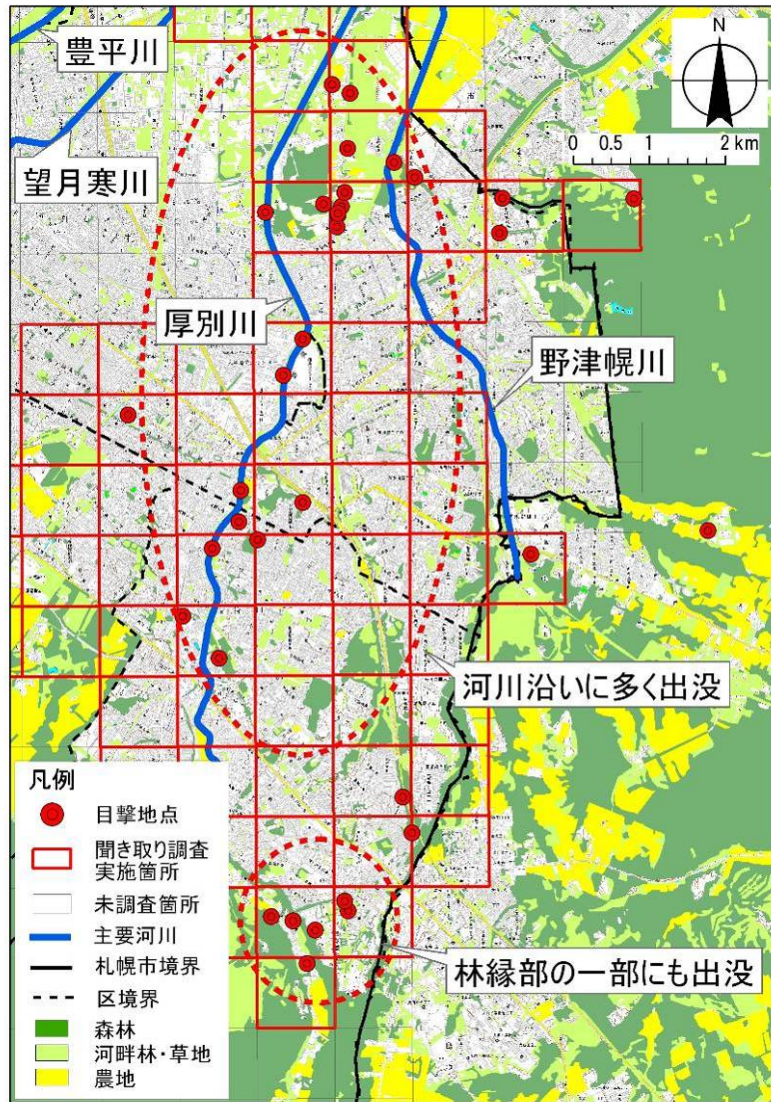 豊平川
望月寒川
N
0 0.5 1 2 km
厚別川
野津幌川
河川沿いに多く出没
林縁部の一部にも出没
凡例
目撃地点
聞き取り調査
実施箇所
未調査箇所
主要河川
札幌市境界
区境界
森林
河畔林・草地
農地